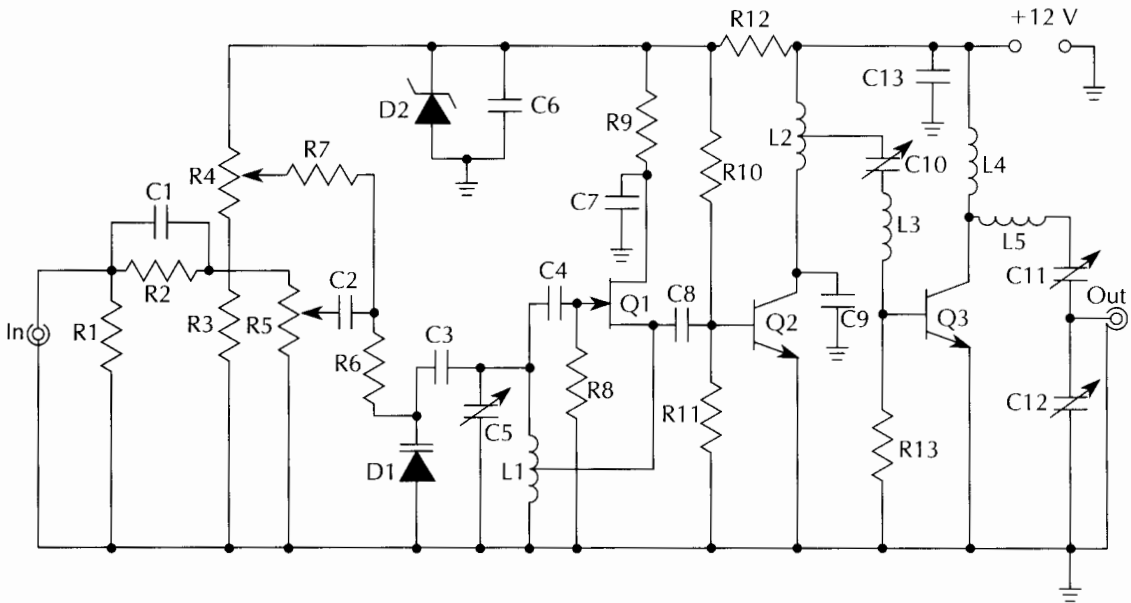 R12
+12 V
C13
D2
C6
R9
L2
R10
C10
L4
R7
R4
C1
C7
L3
L5
C11
Out
R2
C2
C4
Q1
C8
In
R1
R3
R5
Q2
C9
Q3
C3
R6
R8
C5
R11
C12
D1
L1
R13